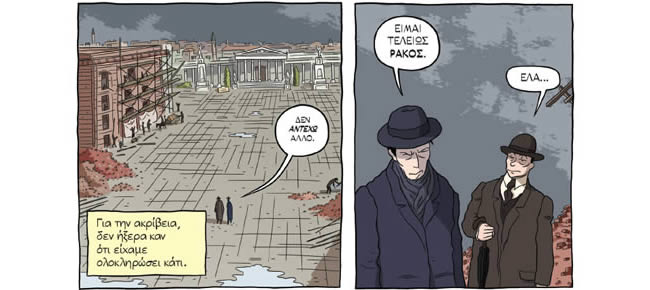 ΔΕΝ
ΑΝΤΕΧΩ
ΑΛΛΟ.
Για την ακρίβεια,
δεν ήξερα καν
ότι είχαμε
ολοκληρώσει κάτι.
ΕΙΜΑΙ
ΤΕΛΕΙΩΣ
ΡΑΚΟΣ.
ΕΛΑ...